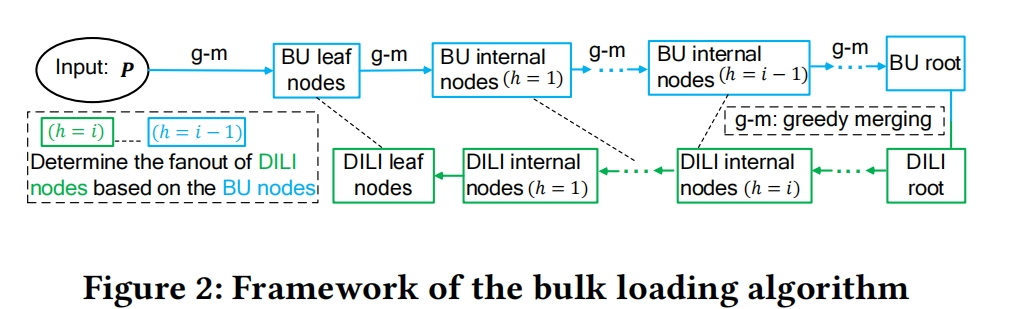 Input: P
g-m
BU leaf
nodes
g-m
BU internal
nodes (h = 1)
g-m
BU internal
nodes (h = i − 1)
g-m
BU root
(h = i)
(h = i − 1)
Determine the fanout of DILI
nodes based on the BU nodes
g-m: greedy merging
DILI leaf
nodes
DILI internal
nodes (h = 1)
DILI internal
nodes (h = i)
DILI
root
Figure 2: Framework of the bulk loading algorithm